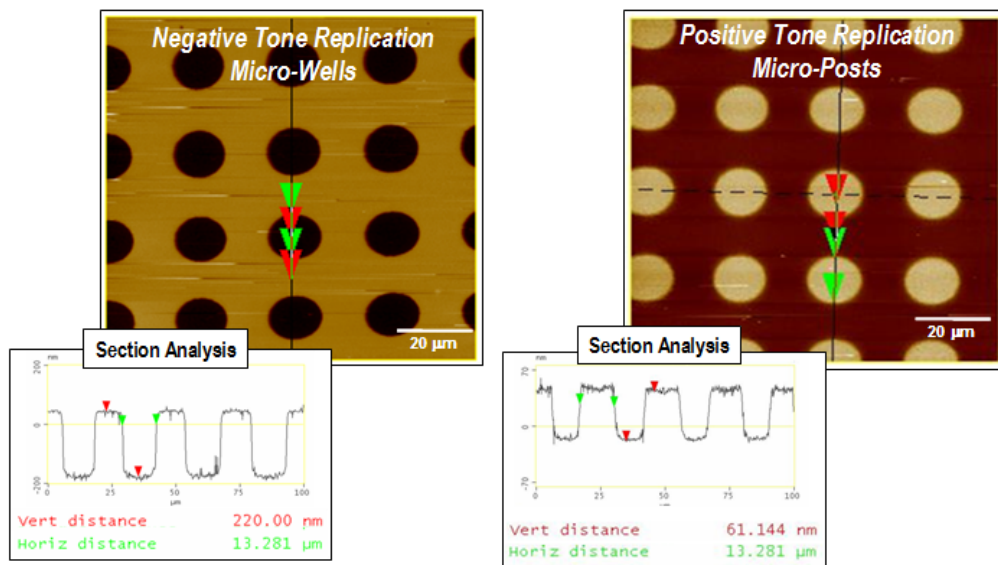 Negative Tone Replication
Micro-Wells
20 µm
Section Analysis
nm
200
0
-200
0
25
50
75
100
µm
Vert distance 220.00 nm
Horiz distance 13.281 µm
Positive Tone Replication
Micro-Posts
20 µm
Section Analysis
nm
70
0
-70
0
25
50
75
100
µm
Vert distance 61.144 nm
Horiz distance 13.281 µm